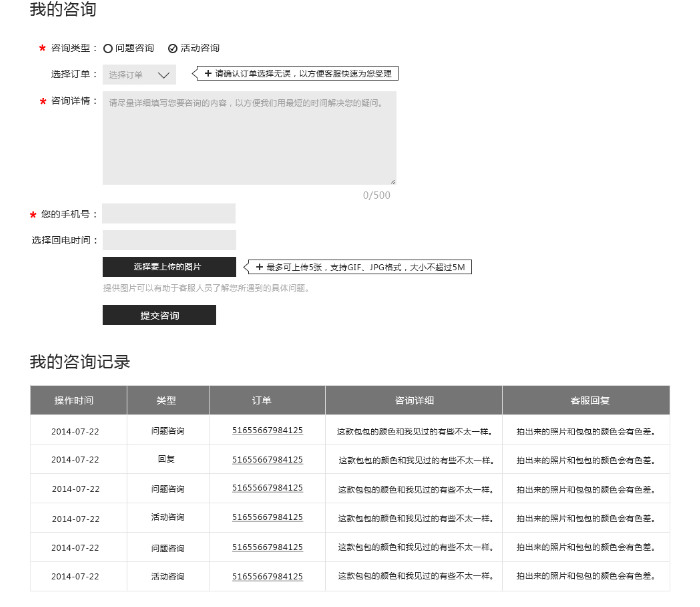 我的咨询
* 咨询类型： 问题咨询 活动咨询
选择订单： 选择订单 + 请确认订单选择无误，以方便客服快速为您受理
* 咨询详情： 请尽量详细填写您要咨询的内容，以方便我们用最短的时间解决您的疑问。
0/500
* 您的手机号：
选择回电时间：
选择要上传的图片 + 最多可上传5张，支持GIF、JPG格式，大小不超过5M
提供图片可以有助于客服人员了解您所遇到的具体问题。
提交咨询
我的咨询记录
操作时间 类型 订单 咨询详细 客服回复
2014-07-22 问题咨询 51655667984125 这款包包的颜色和我见过的有些不太一样。 拍出来的照片和包包的颜色会有色差。
2014-07-22 回复 51655667984125 这款包包的颜色和我见过的有些不太一样。 拍出来的照片和包包的颜色会有色差。
2014-07-22 问题咨询 51655667984125 这款包包的颜色和我见过的有些不太一样。 拍出来的照片和包包的颜色会有色差。
2014-07-22 活动咨询 51655667984125 这款包包的颜色和我见过的有些不太一样。 拍出来的照片和包包的颜色会有色差。
2014-07-22 问题咨询 51655667984125 这款包包的颜色和我见过的有些不太一样。 拍出来的照片和包包的颜色会有色差。
2014-07-22 活动咨询 51655667984125 这款包包的颜色和我见过的有些不太一样。 拍出来的照片和包包的颜色会有色差。